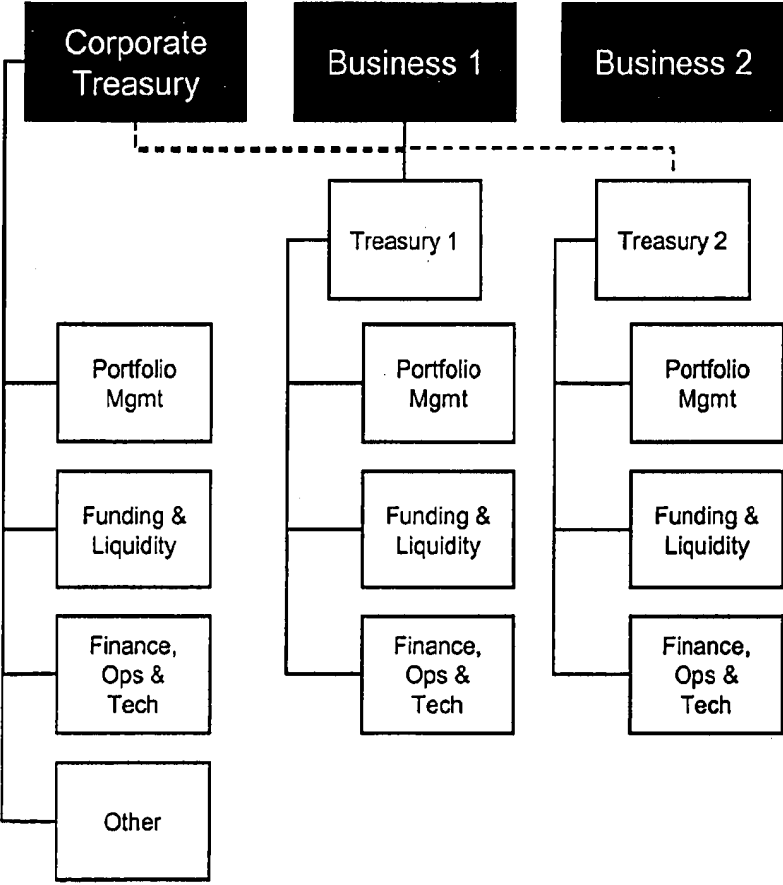 Corporate
Treasury
Business 1
Business 2
Treasury 1
Treasury 2
Portfolio
Mgmt
Portfolio
Mgmt
Portfolio
Mgmt
Funding &
Liquidity
Funding &
Liquidity
Funding &
Liquidity
Finance,
Ops &
Tech
Finance,
Ops &
Tech
Finance,
Ops &
Tech
Other